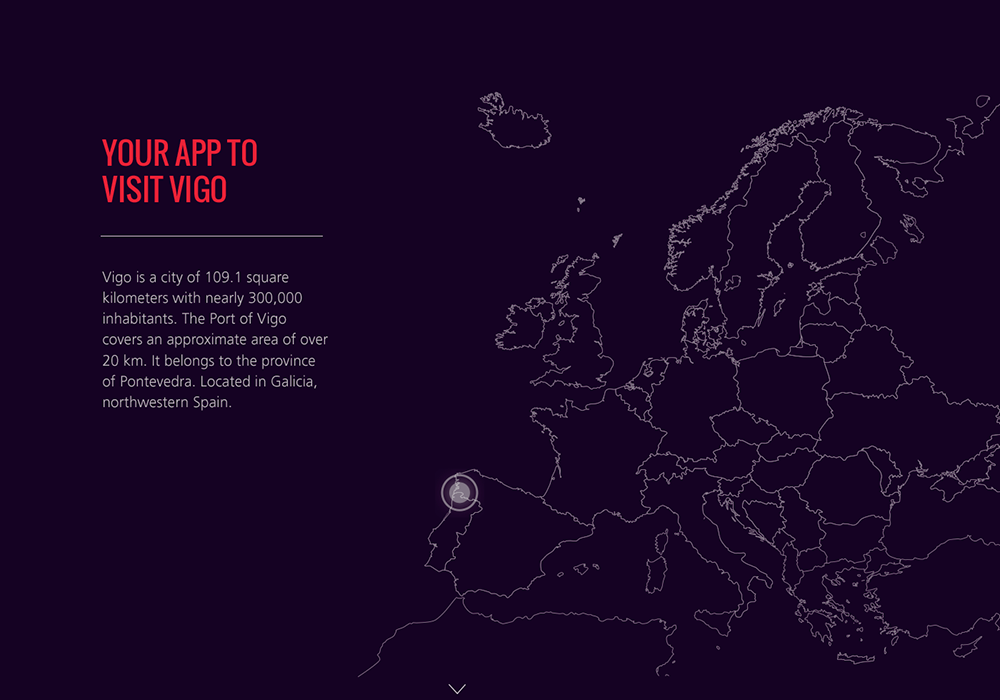 YOUR APP TO
VISIT VIGO
Vigo is a city of 109.1 square
kilometers with nearly 300,000
inhabitants. The Port of Vigo
covers an approximate area of over
20 km. It belongs to the province
of Pontevedra. Located in Galicia,
northwestern Spain.